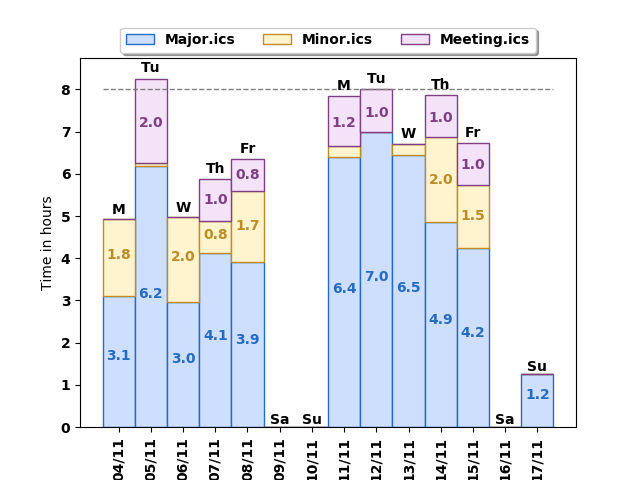 Major.ics Minor.ics Meeting.ics
Time in hours
8
7
6
5
4
3
2
1
0
M Tu W Th Fr Sa Su M Tu W Th Fr Sa Su
2.0 1.0 0.8 1.2 1.0 1.0 1.0
1.8 2.0 0.8 1.7 2.0 1.5
3.1 6.2 3.0 4.1 3.9 6.4 7.0 6.5 4.9 4.2 1.2
04/11 05/11 06/11 07/11 08/11 09/11 10/11 11/11 12/11 13/11 14/11 15/11 16/11 17/11